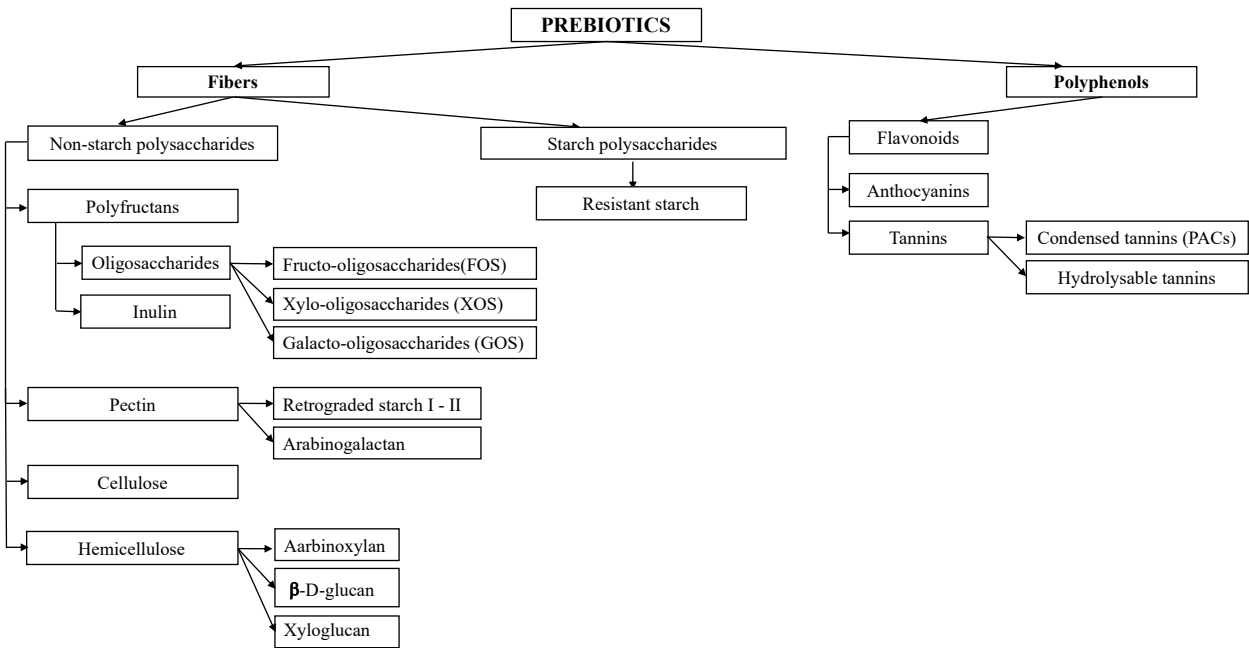 PREBIOTICS
Fibers
Polyphenols
Non-starch polysaccharides
Starch polysaccharides
Flavonoids
Resistant starch
Anthocyanins
Polyfructans
Tannins
Condensed tannins (PACs)
Hydrolysable tannins
Oligosaccharides
Fructo-oligosaccharides(FOS)
Inulin
Xylo-oligosaccharides (XOS)
Galacto-oligosaccharides (GOS)
Pectin
Retrograded starch I - II
Arabinogalactan
Cellulose
Hemicellulose
Aarbinoxylan
β-D-glucan
Xyloglucan